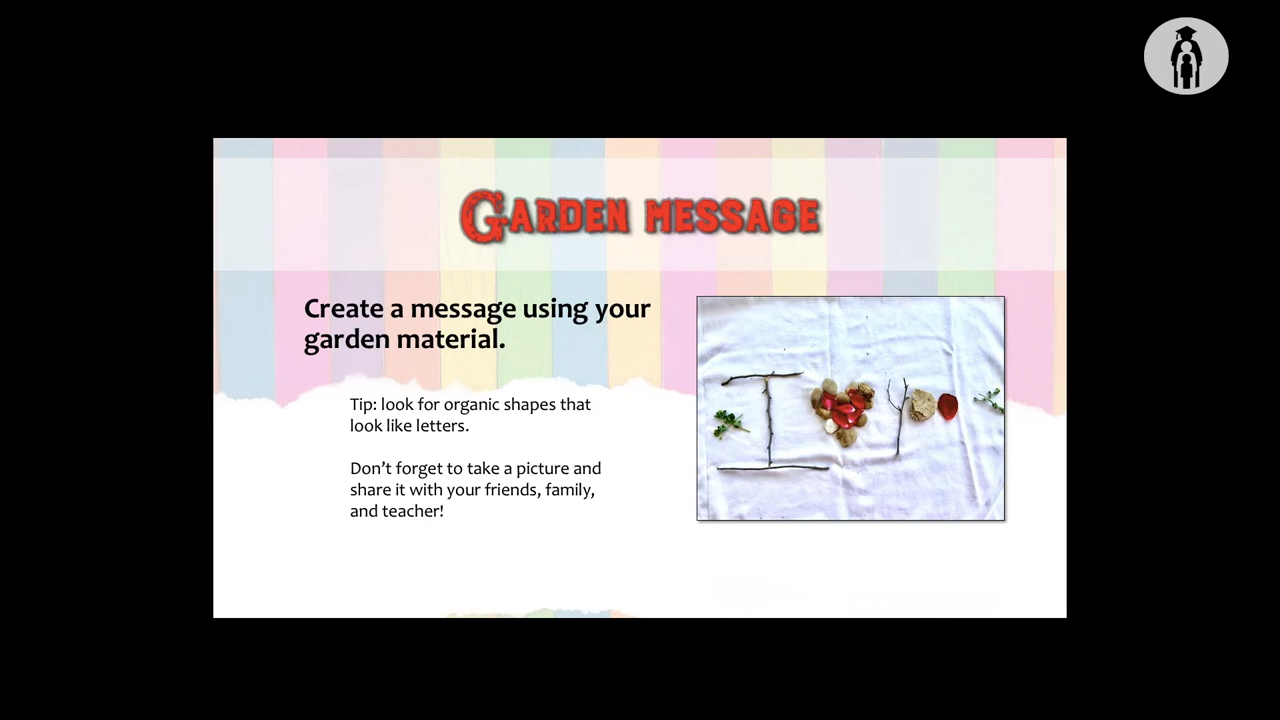 Garden message
Create a message using your
garden material.
Tip: look for organic shapes that
look like letters.
Don’t forget to take a picture and
share it with your friends, family,
and teacher!